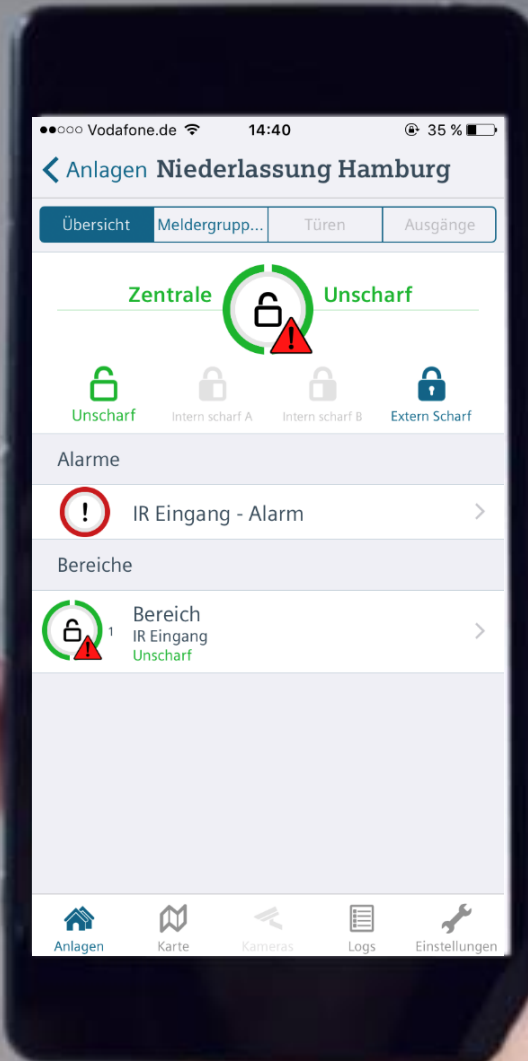 Vodafone.de 14:40 35 %
Anlagen Niederlassung Hamburg
Übersicht Meldergrupp... Türen Ausgänge
Zentrale Unscharf
Unscharf Intern scharf A Intern scharf B Extern Scharf
Alarme
! IR Eingang - Alarm
Bereiche
1 Bereich
IR Eingang
Unscharf
Anlagen Karte Kameras Logs Einstellungen